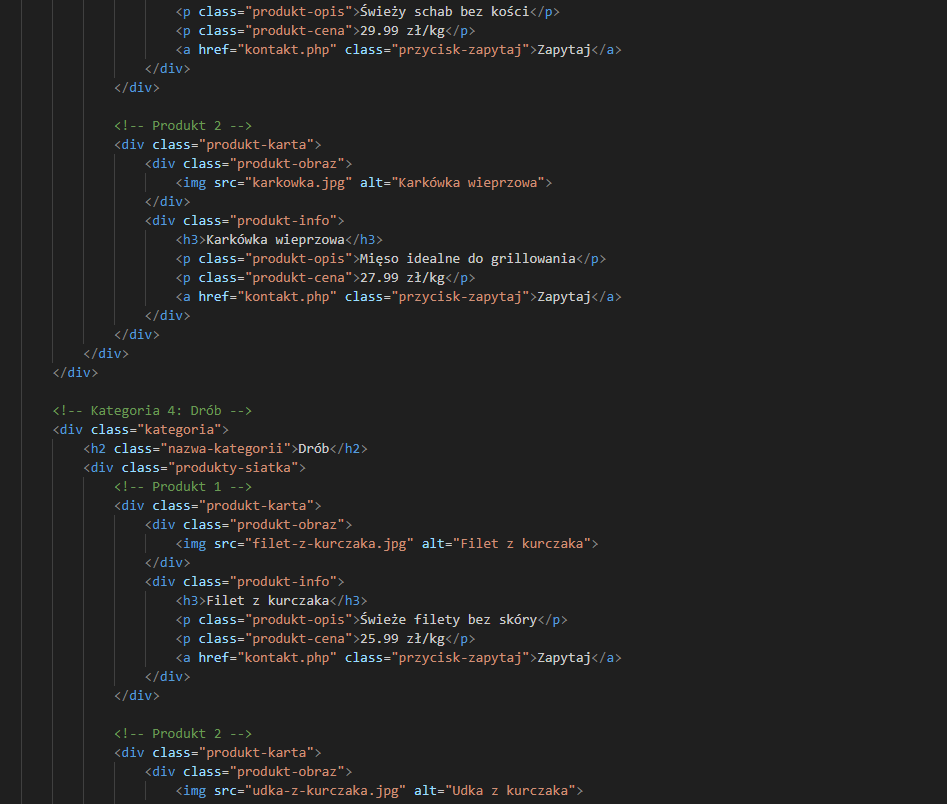 <p class="produkt-opis">Świeży schab bez kości</p>
<p class="produkt-cena">29.99 zł/kg</p>
<a href="kontakt.php" class="przycisk-zapytaj">Zapytaj</a>
</div>
</div>
<!-- Produkt 2 -->
<div class="produkt-karta">
<div class="produkt-obraz">
<img src="karkowka.jpg" alt="Karkówka wieprzowa">
</div>
<div class="produkt-info">
<h3>Karkówka wieprzowa</h3>
<p class="produkt-opis">Mięso idealne do grillowania</p>
<p class="produkt-cena">27.99 zł/kg</p>
<a href="kontakt.php" class="przycisk-zapytaj">Zapytaj</a>
</div>
</div>
</div>
</div>
<!-- Kategoria 4: Drób -->
<div class="kategoria">
<h2 class="nazwa-kategorii">Drób</h2>
<div class="produkty-siatka">
<!-- Produkt 1 -->
<div class="produkt-karta">
<div class="produkt-obraz">
<img src="filet-z-kurczaka.jpg" alt="Filet z kurczaka">
</div>
<div class="produkt-info">
<h3>Filet z kurczaka</h3>
<p class="produkt-opis">Świeże filety bez skóry</p>
<p class="produkt-cena">25.99 zł/kg</p>
<a href="kontakt.php" class="przycisk-zapytaj">Zapytaj</a>
</div>
</div>
<!-- Produkt 2 -->
<div class="produkt-karta">
<div class="produkt-obraz">
<img src="udka-z-kurczaka.jpg" alt="Udka z kurczaka">